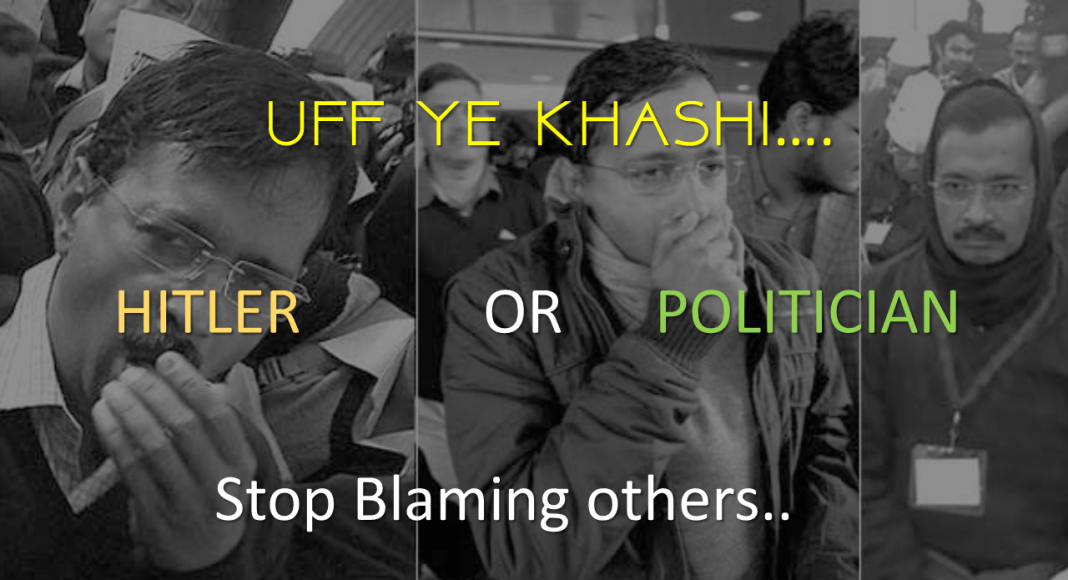 UFF YE KHASHI....
HITLER OR POLITICIAN
Stop Blaming others..